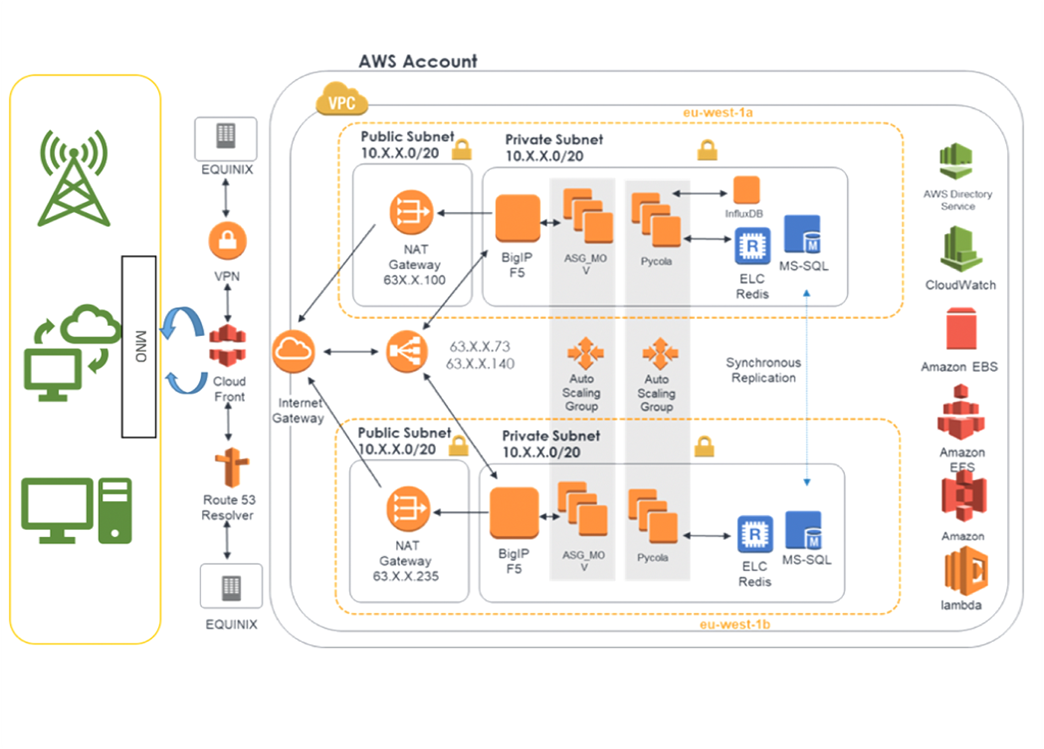 AWS Account
VPC
eu-west-1a
Public Subnet
10.X.X.0/20
Private Subnet
10.X.X.0/20
EQUINIX
VPN
Cloud
Front
Route 53
Resolver
EQUINIX
MNO
NAT
Gateway
63X.X.100
BigIP
F5
ASG_MO
V
Pycola
InfluxDB
ELC
Redis
MS-SQL
Internet
Gateway
63.X.X.73
63.X.X.140
Auto
Scaling
Group
Auto
Scaling
Group
Synchronous
Replication
Public Subnet
10.X.X.0/20
Private Subnet
10.X.X.0/20
NAT
Gateway
63.X.X.235
BigIP
F5
ASG_MO
V
Pycola
ELC
Redis
MS-SQL
eu-west-1b
AWS Directory
Service
CloudWatch
Amazon EBS
Amazon
EFS
Amazon
lambda